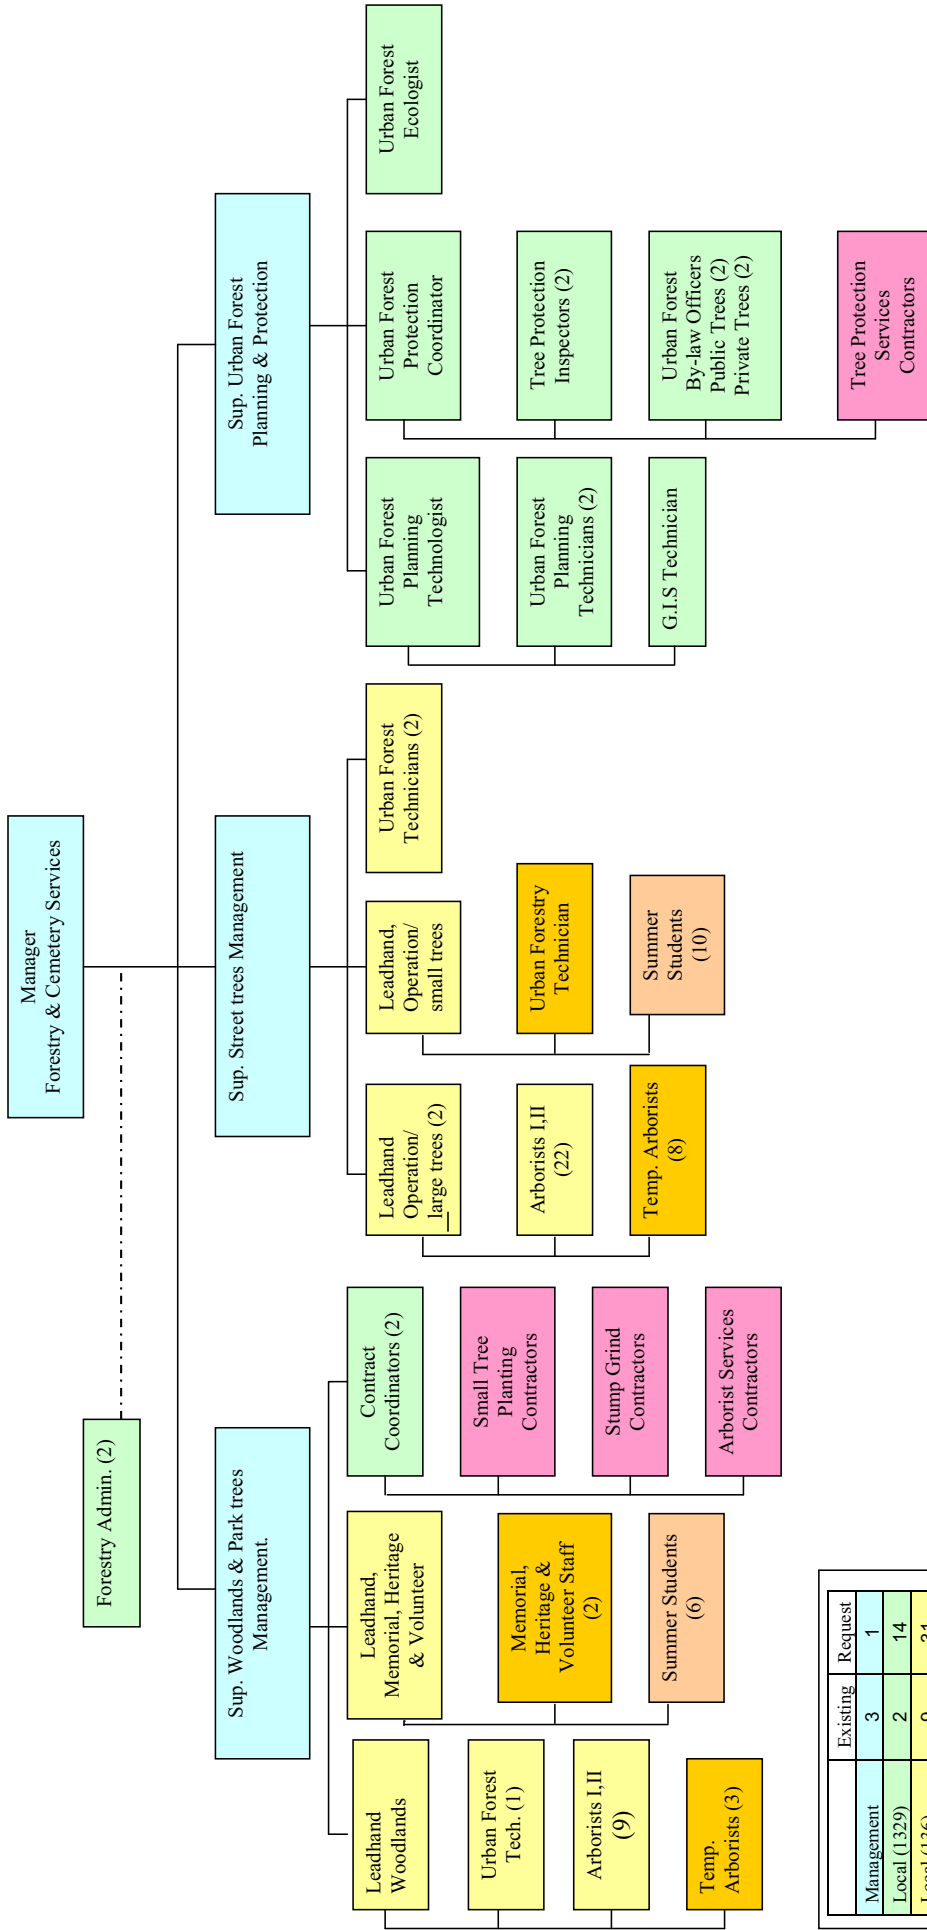 Manager
Forestry & Cemetery Services
Forestry Admin. (2)
Sup. Woodlands & Park trees
Management.
Sup. Street trees Management
Sup. Urban Forest
Planning & Protection
Leadhand
Woodlands
Urban Forest
Tech. (1)
Arborists I,II
(9)
Temp.
Arborists (3)
Leadhand,
Memorial, Heritage
& Volunteer
Memorial,
Heritage &
Volunteer Staff
(2)
Summer Students
(6)
Contract
Coordinators (2)
Small Tree
Planting
Contractors
Stump Grind
Contractors
Arborist Services
Contractors
Leadhand
Operation/
large trees (2)
Arborists I,II
(22)
Temp. Arborists
(8)
Leadhand,
Operation/
small trees
Urban Forestry
Technician
Summer
Students
(10)
Urban Forest
Technicians (2)
Urban Forest
Planning
Technologist
Urban Forest
Planning
Technicians (2)
G.I.S Technician
Urban Forest
Protection
Coordinator
Tree Protection
Inspectors (2)
Urban Forest
By-law Officers
Public Trees (2)
Private Trees (2)
Tree Protection
Services
Contractors
Urban Forest
Ecologist
Existing Request
Management 3 1
Local (1329) 2 14